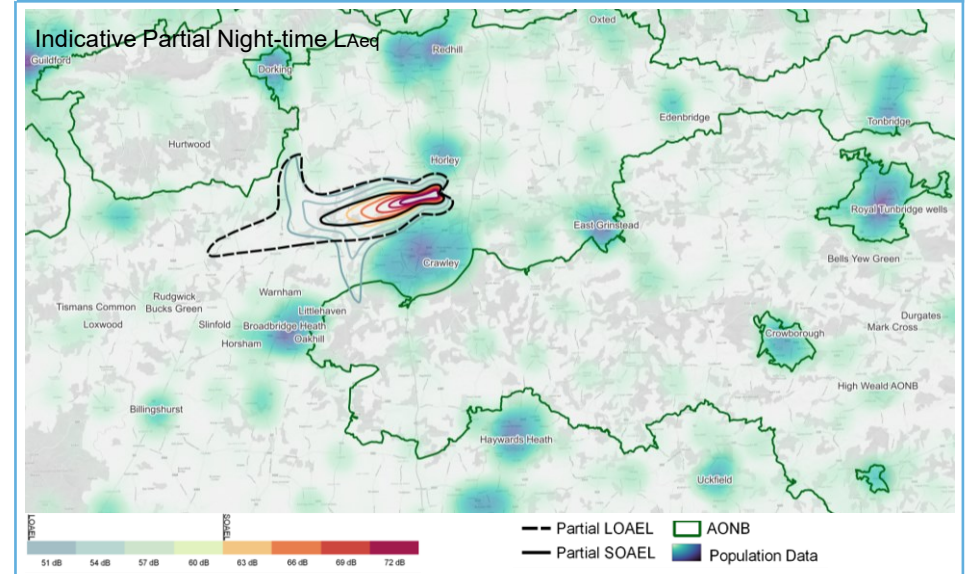 Indicative Partial Night-time LAeq
Oxted
Redhill
Guildford
Dorking
Edenbridge
Tonbridge
Hurtwood
Horley
Royal Tunbridge wells
East Grinstead
Crawley
Bells Yew Green
Warnham
Rudgwick
Tismans Common
Bucks Green
Littlehaven
Durgates
Loxwood
Slinfold
Broadbridge Heath
Mark Cross
Crowborough
Horsham
Oakhill
High Weald AONB
Billingshurst
Haywards Heath
Uckfield
LOAEL
SOAEL
51 dB 54 dB 57 dB 60 dB 63 dB 66 dB 69 dB 72 dB
Partial LOAEL
AONB
Partial SOAEL
Population Data